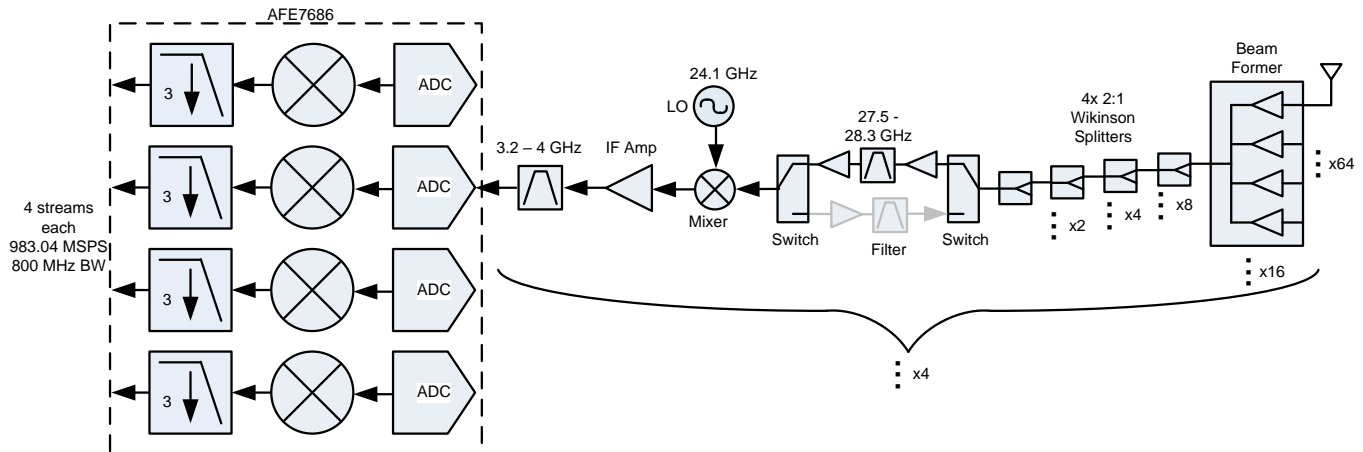 AFE7686
3
ADC
3
ADC
3
ADC
3
ADC
4 streams
each
983.04 MSPS
800 MHz BW
3.2 – 4 GHz
IF Amp
24.1 GHz
LO
Mixer
27.5 -
28.3 GHz
Switch
Filter
Switch
4x 2:1
Wikinson
Splitters
x2
x4
x8
Beam
Former
x64
x16
x4